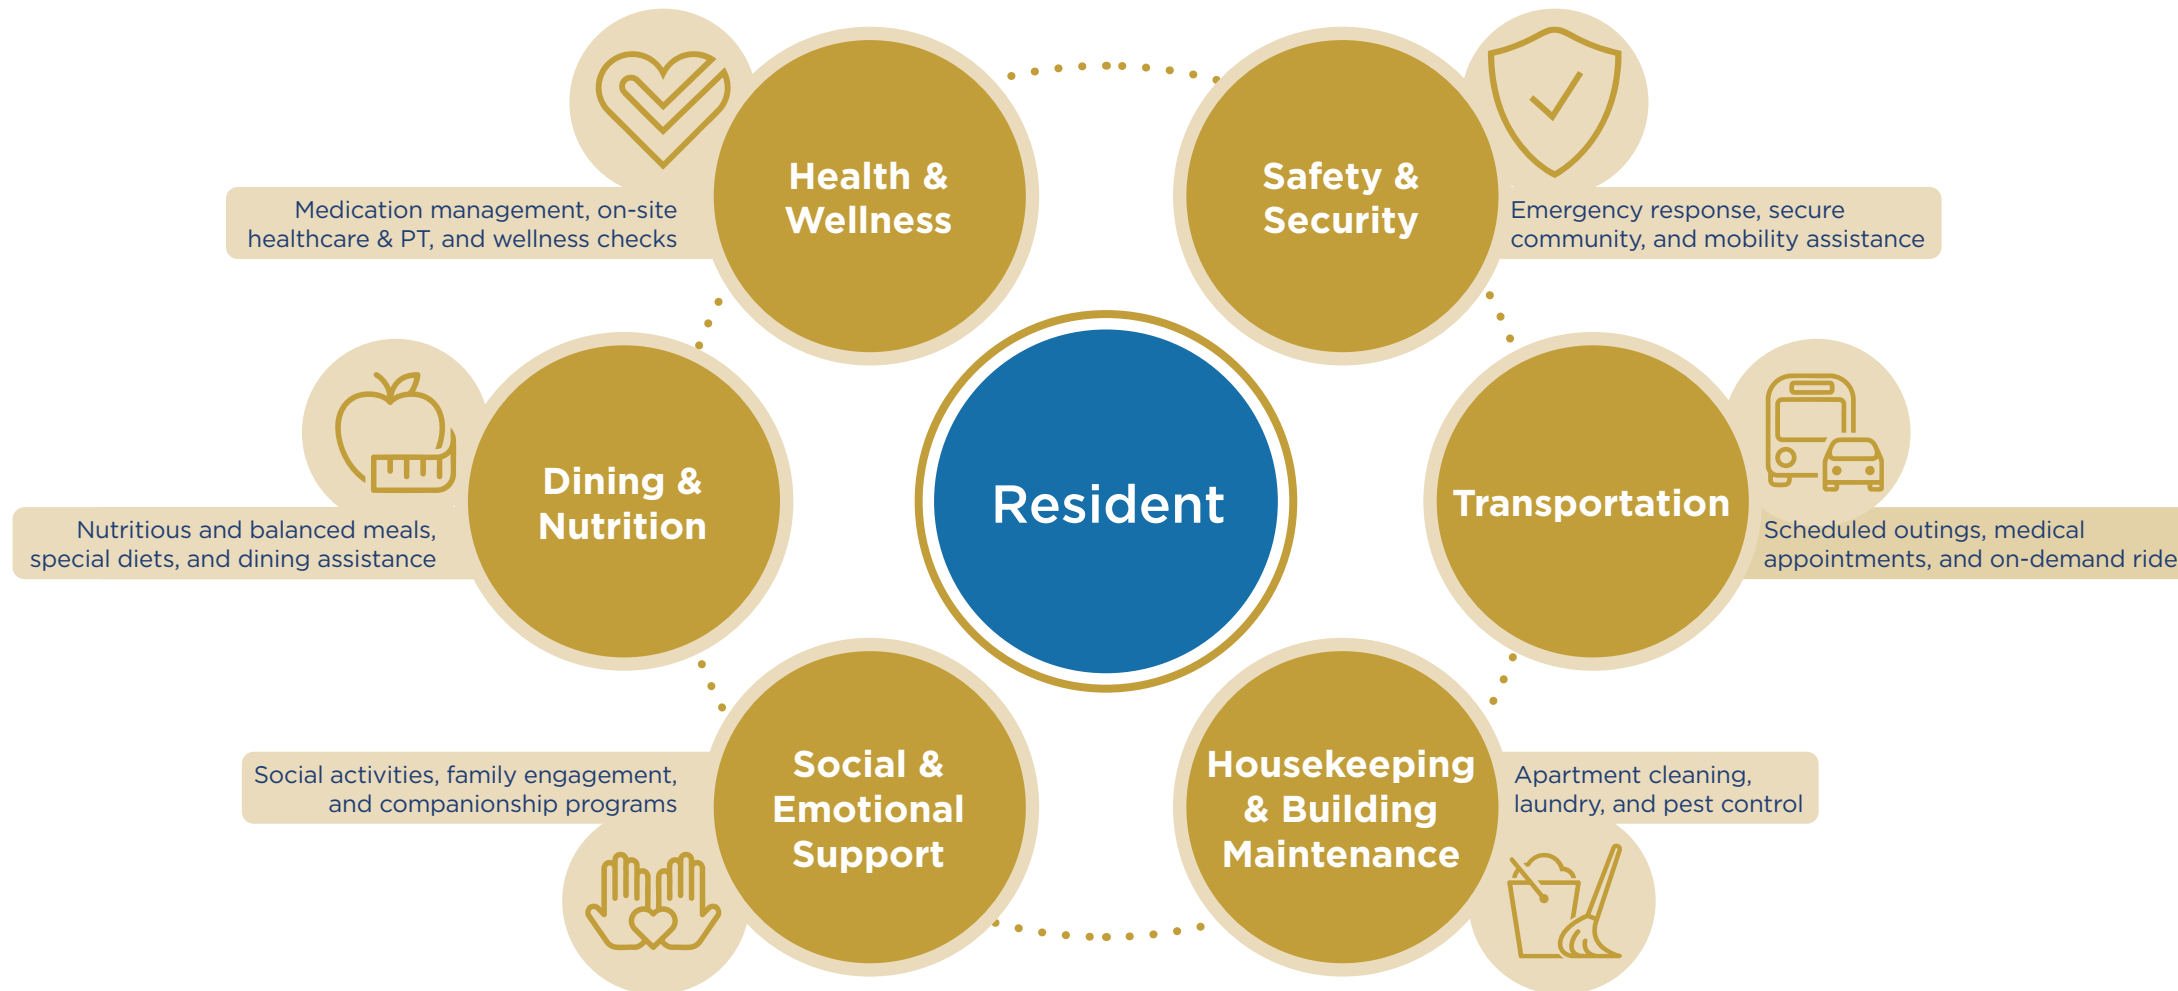 Health &
Wellness
Medication management, on-site
healthcare & PT, and wellness checks
Safety &
Security
Emergency response, secure
community, and mobility assistance
Dining &
Nutrition
Nutritious and balanced meals,
special diets, and dining assistance
Resident
Transportation
Scheduled outings, medical
appointments, and on-demand ride
Social &
Emotional
Support
Social activities, family engagement,
and companionship programs
Housekeeping
& Building
Maintenance
Apartment cleaning,
laundry, and pest control